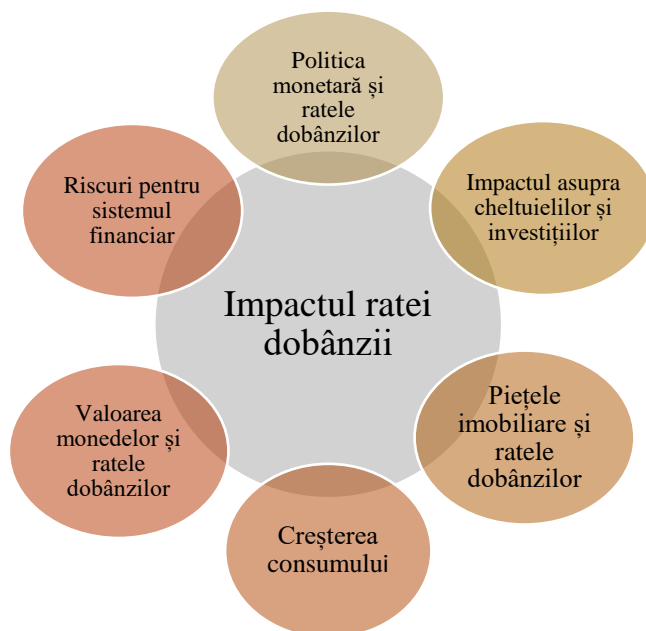 Politica
monetară și
ratele
dobânzilor
Impactul asupra
cheltuielilor și
investițiilor
Piețele
imobiliare și
ratele
dobânzilor
Creșterea
consumului
Valoarea
monedelor și
ratele
dobânzilor
Riscuri pentru
sistemul
financiar
Impactul ratei
dobânzii